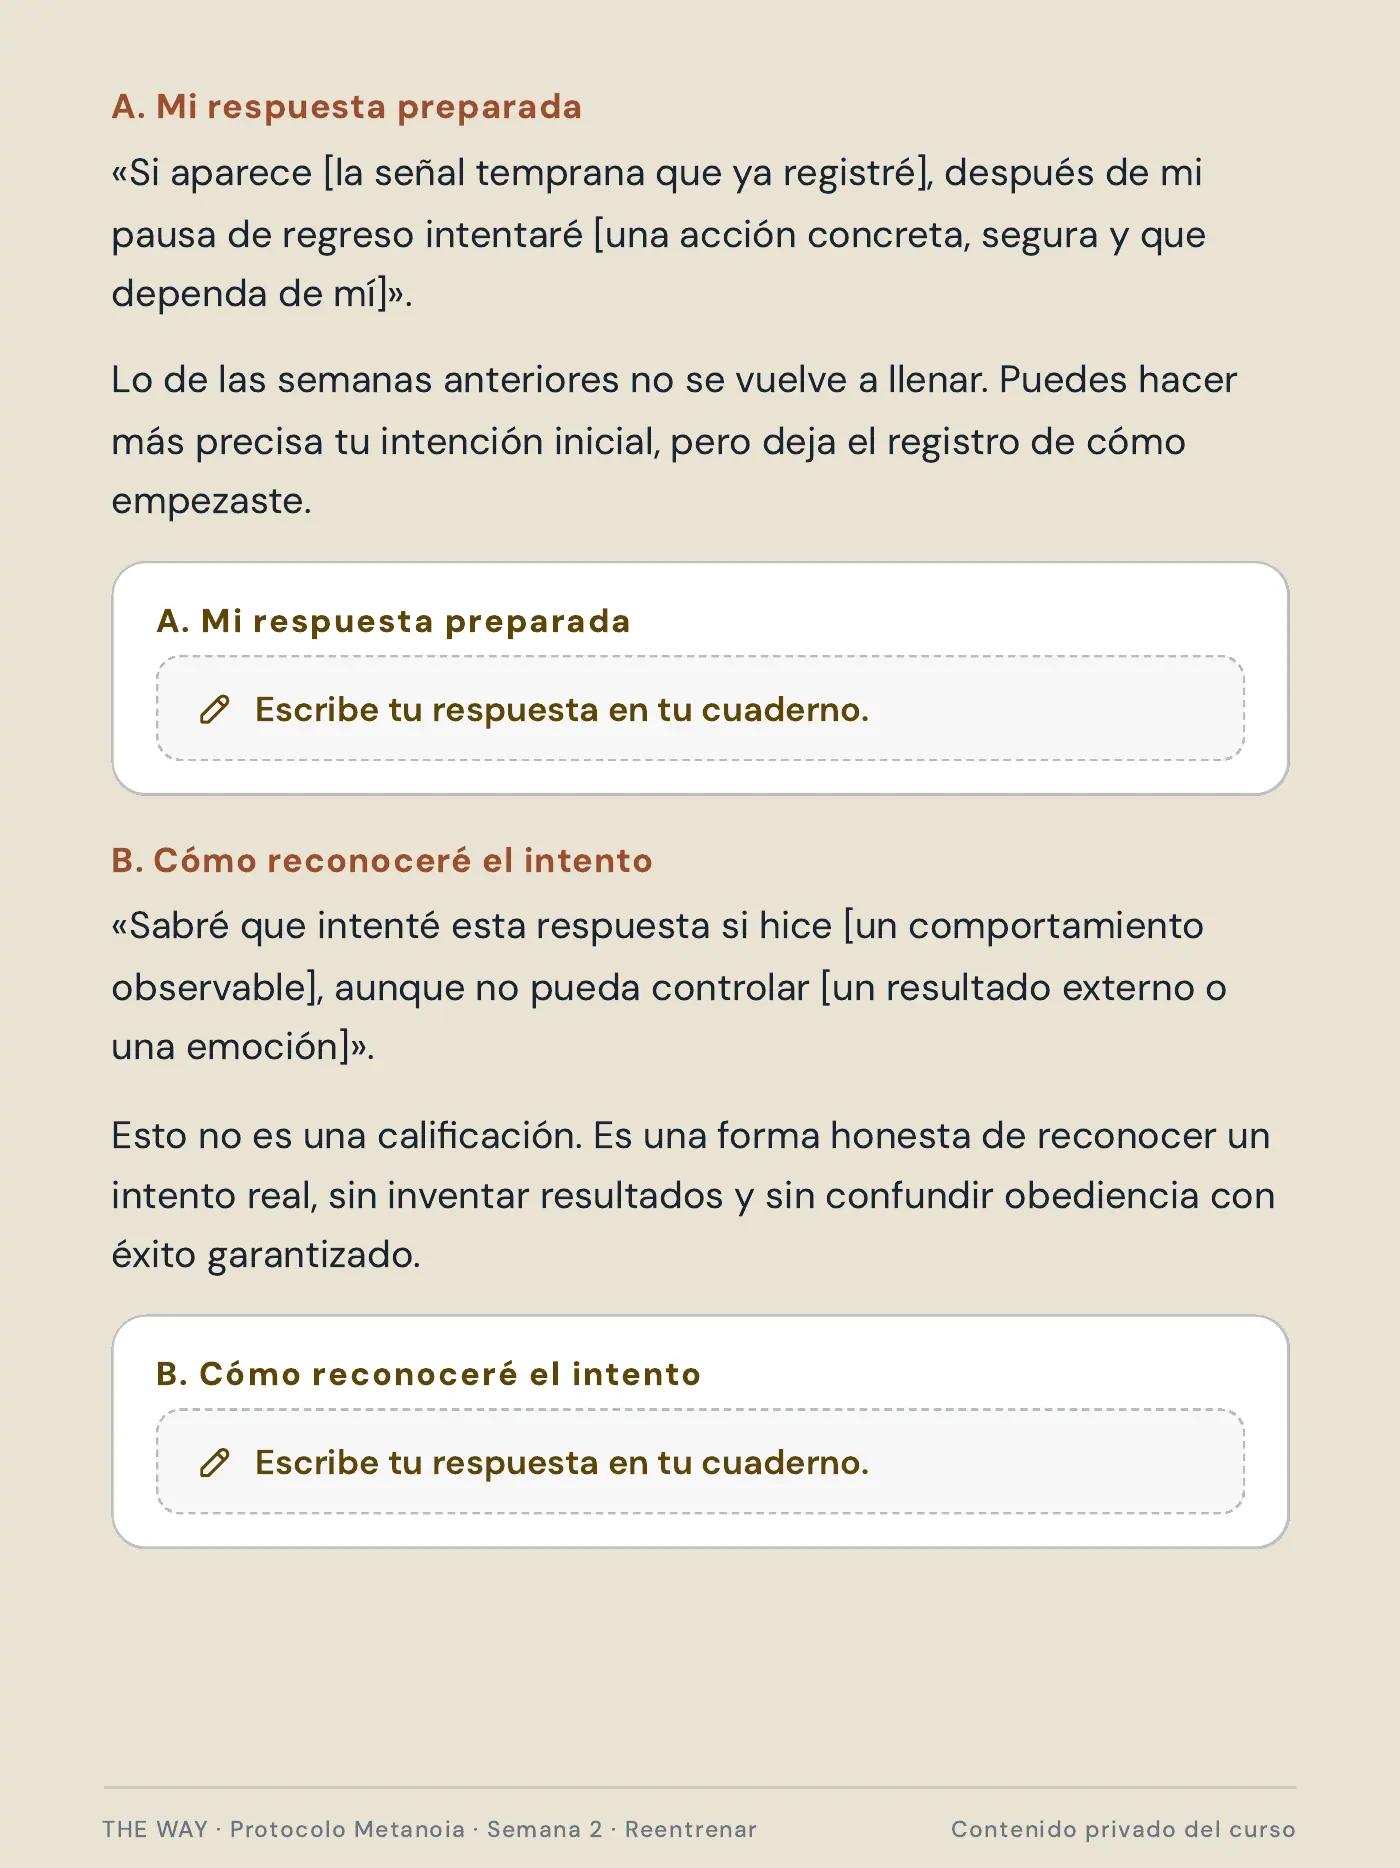 A. Mi respuesta preparada
«Si aparece [la señal temprana que ya registré], después de mi
pausa de regreso intentaré [una acción concreta, segura y que
dependa de mí]».
Lo de las semanas anteriores no se vuelve a llenar. Puedes hacer
más precisa tu intención inicial, pero deja el registro de cómo
empezaste.
A. Mi respuesta preparada
Escribe tu respuesta en tu cuaderno.
B. Cómo reconoceré el intento
«Sabré que intenté esta respuesta si hice [un comportamiento
observable], aunque no pueda controlar [un resultado externo o
una emoción]».
Esto no es una calificación. Es una forma honesta de reconocer un
intento real, sin inventar resultados y sin confundir obediencia con
éxito garantizado.
B. Cómo reconoceré el intento
Escribe tu respuesta en tu cuaderno.
THE WAY · Protocolo Metanoia · Semana 2 · Reentrenar
Contenido privado del curso